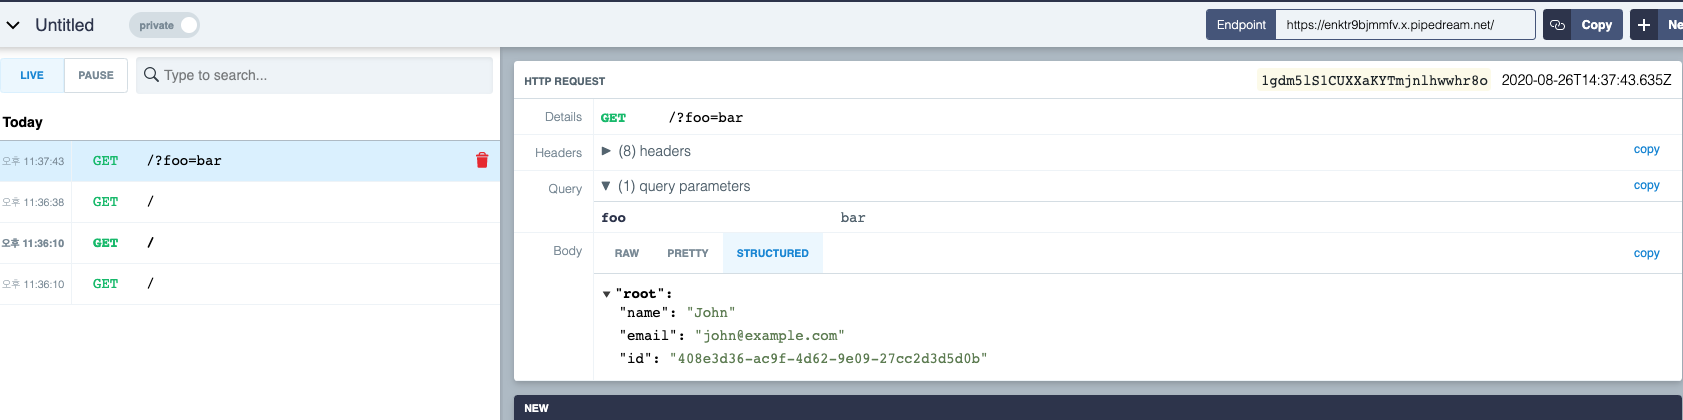 Untitled
private
Endpoint https://enktr9bjmmfv.x.pipedream.net/ Copy
LIVE PAUSE Type to search...
Today
오후 11:37:43 GET /?foo=bar
오후 11:36:38 GET /
오후 11:36:10 GET /
오후 11:36:10 GET /
HTTP REQUEST 1gdm5lS1CUXXaKYTmjnlhwwhr8o 2020-08-26T14:37:43.635Z
Details GET /?foo=bar
Headers (8) headers copy
Query (1) query parameters copy
foo bar
Body RAW PRETTY STRUCTURED copy
"root":
"name": "John"
"email": "john@example.com"
"id": "408e3d36-ac9f-4d62-9e09-27cc2d3d5d0b"
NEW